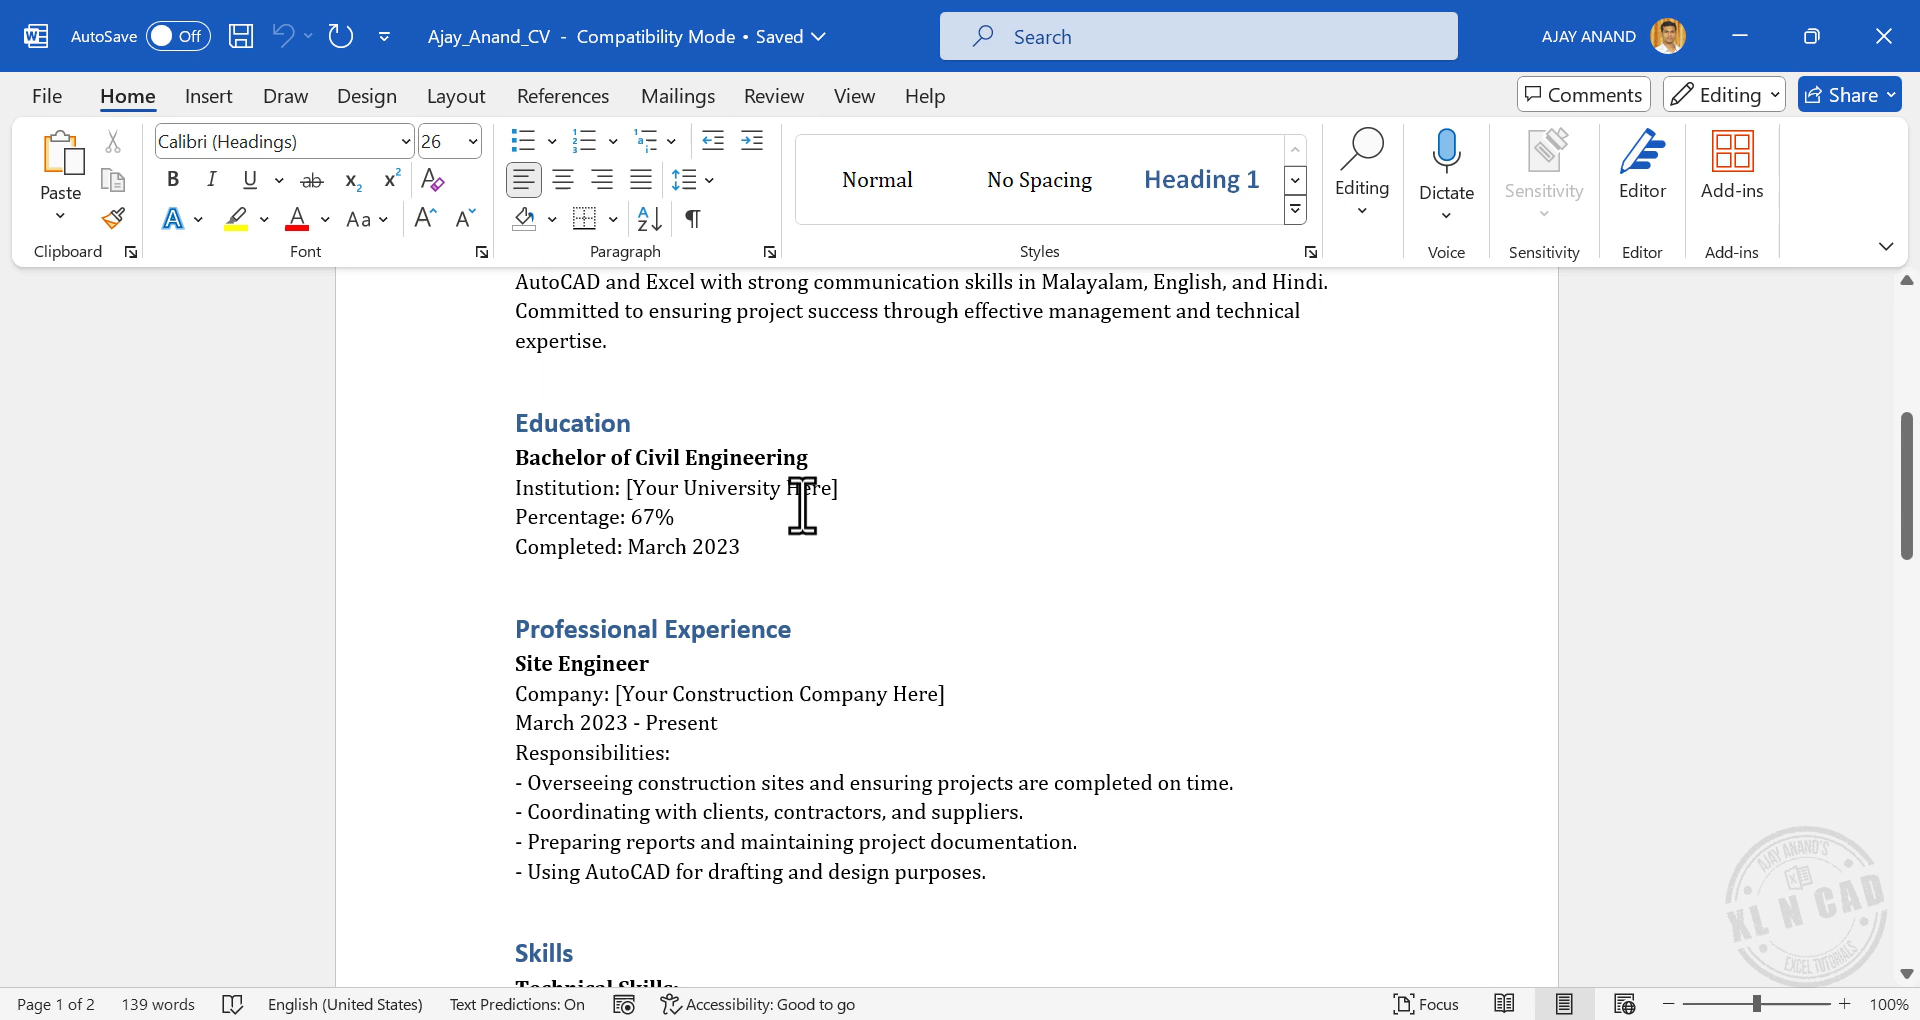 AutoSave Off Ajay_Anand_CV - Compatibility Mode • Saved Search AJAY ANAND
File Home Insert Draw Design Layout References Mailings Review View Help Comments Editing Share
Calibri (Headings) 26
Paste
Normal No Spacing Heading 1
Editing Dictate Sensitivity Editor Add-ins
Clipboard Font Paragraph Styles Voice Sensitivity Editor Add-ins
AutoCAD and Excel with strong communication skills in Malayalam, English, and Hindi.
Committed to ensuring project success through effective management and technical
expertise.
Education
Bachelor of Civil Engineering
Institution: [Your University Here]
Percentage: 67%
Completed: March 2023
Professional Experience
Site Engineer
Company: [Your Construction Company Here]
March 2023 - Present
Responsibilities:
- Overseeing construction sites and ensuring projects are completed on time.
- Coordinating with clients, contractors, and suppliers.
- Preparing reports and maintaining project documentation.
- Using AutoCAD for drafting and design purposes.
Skills
Technical Skills:
AJAY ANAND'S
XL N CAD
EXCEL TUTORIALS
Page 1 of 2 139 words English (United States) Text Predictions: On Accessibility: Good to go Focus 100%